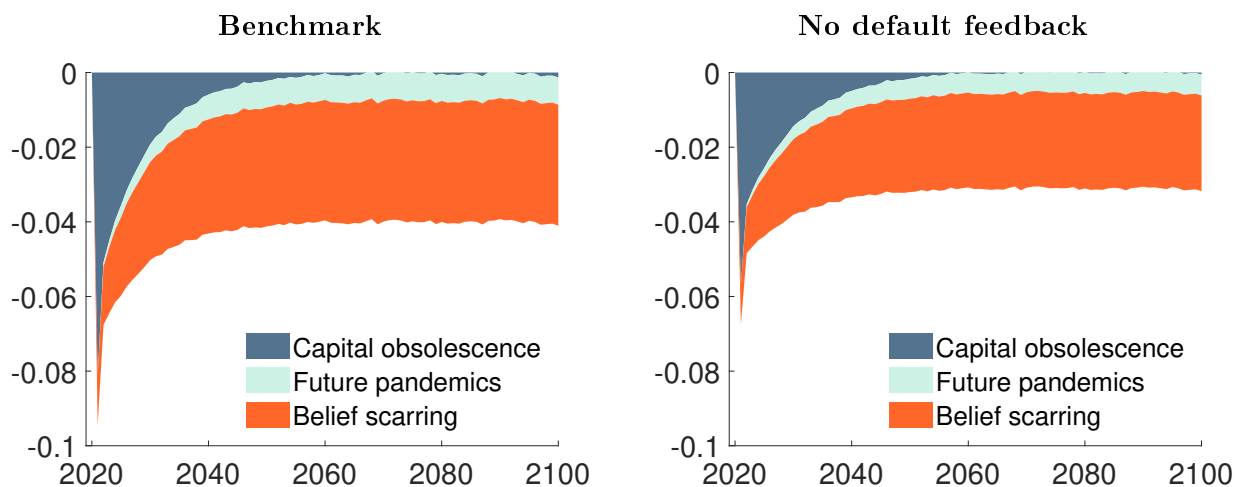 Benchmark
0
-0.02
-0.04
-0.06
-0.08
-0.1
Capital obsolescence
Future pandemics
Belief scarring
2020 2040 2060 2080 2100
No default feedback
0
-0.02
-0.04
-0.06
-0.08
-0.1
Capital obsolescence
Future pandemics
Belief scarring
2020 2040 2060 2080 2100